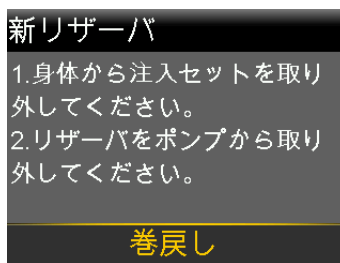 新リザーバ
1.身体から注入セットを取り
外してください。
2.リザーバをポンプから取り
外してください。
巻戻し